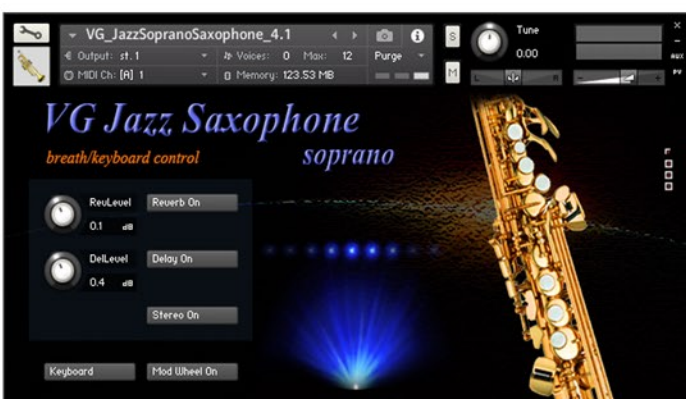 VG_JazzSopranoSaxophone_4.1
Output: st.1 Voices: 0 Max: 12 Purge
MIDI Ch: [A] 1 Memory: 123.53 MB
S
M
Tune
0.00
L R
- +
×
-
AUX
PV
VG Jazz Saxophone
breath/keyboard control soprano
RevLevel Reverb On
0.1 dB
DelLevel Delay On
0.4 dB
Stereo On
Keyboard Mod Wheel On